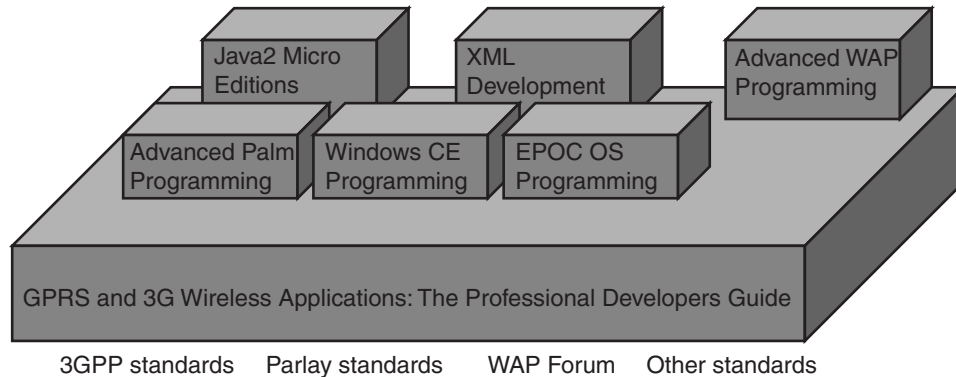 Java2 Micro
Editions
XML
Development
Advanced WAP
Programming
Advanced Palm
Programming
Windows CE
Programming
EPOC OS
Programming
GPRS and 3G Wireless Applications: The Professional Developers Guide
3GPP standards Parlay standards WAP Forum Other standards